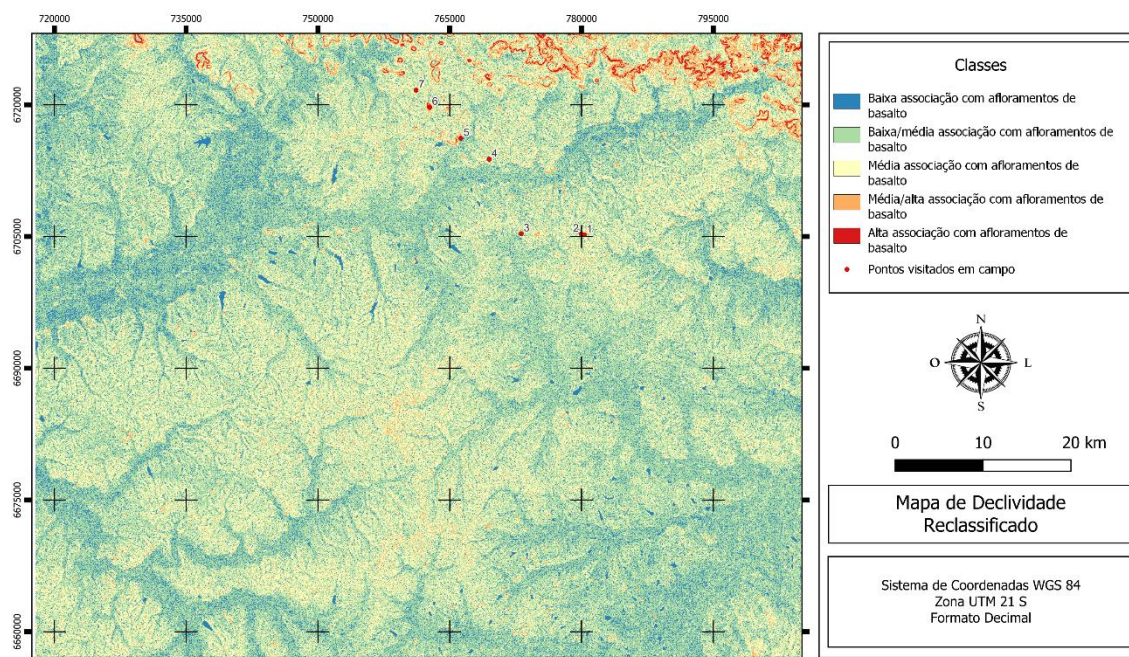 720000
735000
750000
765000
780000
795000
6720000
6705000
6690000
6675000
6660000
7
6
5
4
3
2
1
Classes
Baixa associação com afloramentos de
basalto
Baixa/média associação com afloramentos de
basalto
Média associação com afloramentos de
basalto
Média/alta associação com afloramentos de
basalto
Alta associação com afloramentos de
basalto
Pontos visitados em campo
N
O
L
S
0 10 20 km
Mapa de Declividade
Reclassificado
Sistema de Coordenadas WGS 84
Zona UTM 21 S
Formato Decimal